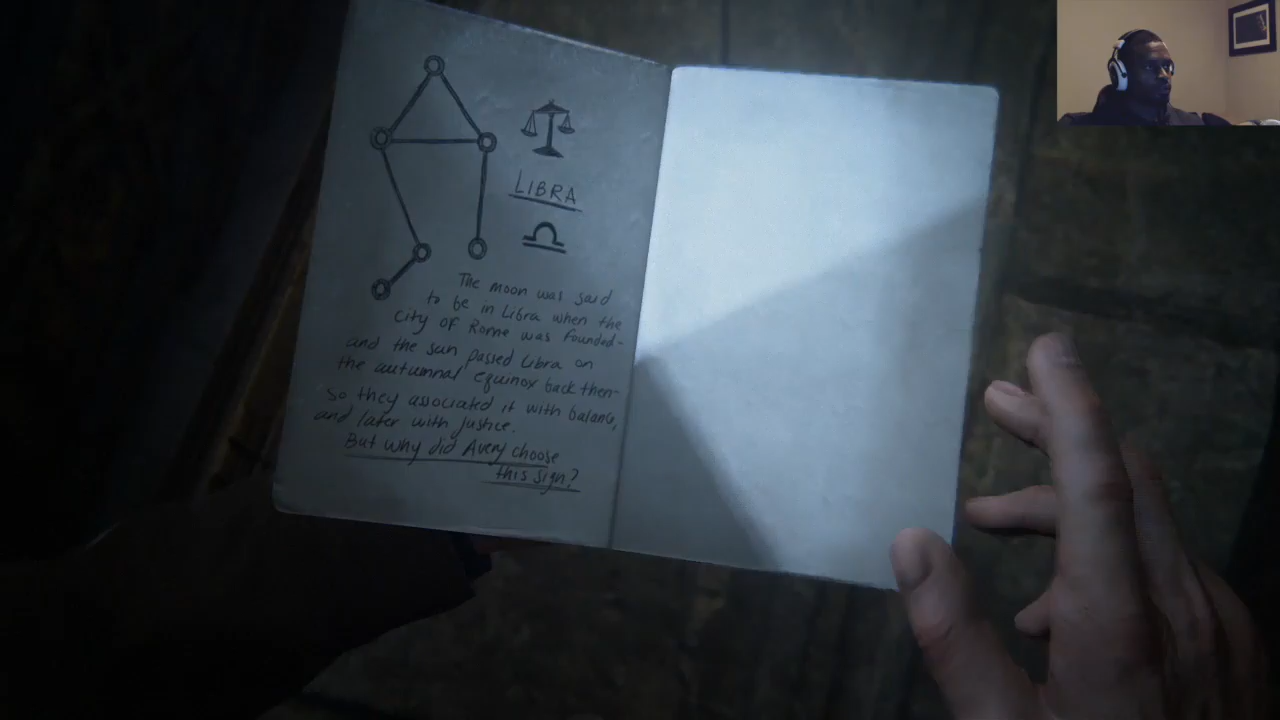 LIBRA
The moon was said
to be in Libra when the
City of Rome was founded-
and the sun passed Libra on
the autumnal equinox back then-
so they associated it with balance,
and later with justice.
But why did Avery choose
this sign?